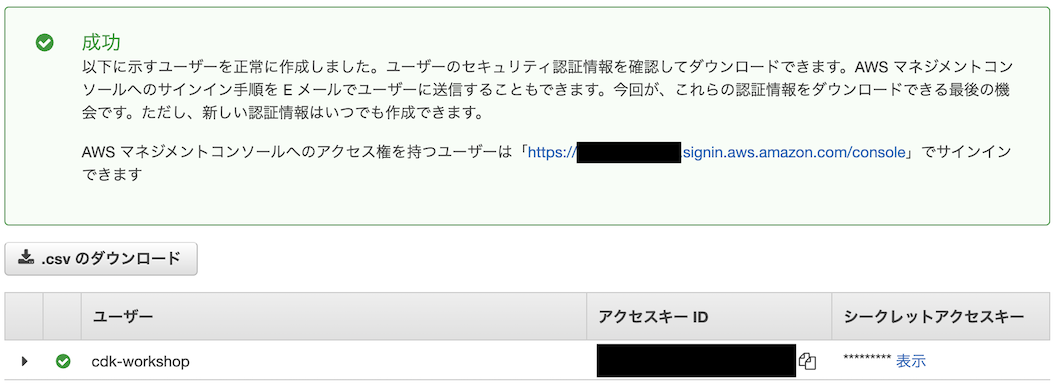 成功
以下に示すユーザーを正常に作成しました。ユーザーのセキュリティ認証情報を確認してダウンロードできます。AWS マネジメントコン
ソールへのサインイン手順を E メールでユーザーに送信することもできます。今回が、これらの認証情報をダウンロードできる最後の機
会です。ただし、新しい認証情報はいつでも作成できます。
AWS マネジメントコンソールへのアクセス権を持つユーザーは「https:// .signin.aws.amazon.com/console」でサインイン
できます
.csv のダウンロード
ユーザー アクセスキー ID シークレットアクセスキー
cdk-workshop ********* 表示